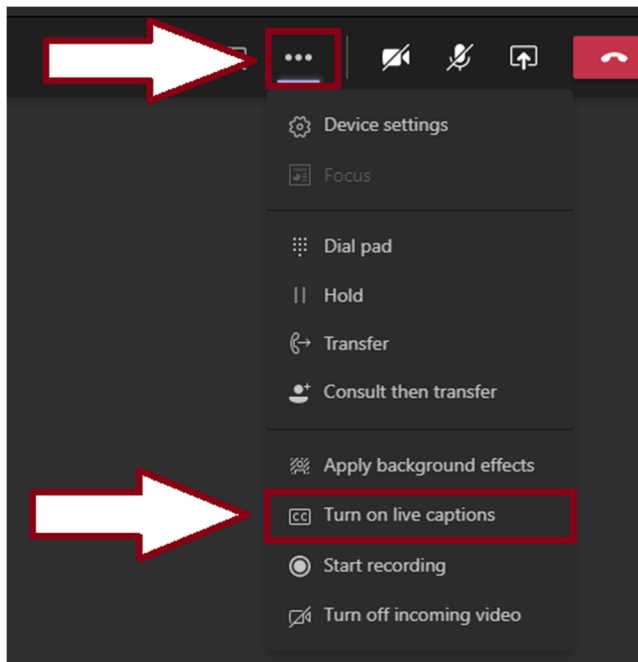 Device settings
Focus
Dial pad
Hold
Transfer
Consult then transfer
Apply background effects
CC Turn on live captions
Start recording
Turn off incoming video